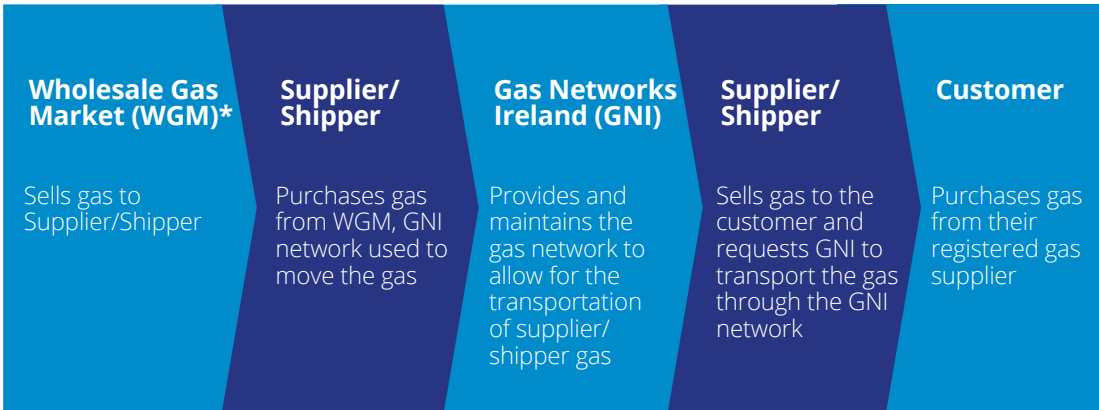 Wholesale Gas
Market (WGM)*
Sells gas to
Supplier/Shipper
Supplier/
Shipper
Purchases gas
from WGM, GNI
network used to
move the gas
Gas Networks
Ireland (GNI)
Provides and
maintains the
gas network to
allow for the
transportation
of supplier/
shipper gas
Supplier/
Shipper
Sells gas to the
customer and
requests GNI to
transport the gas
through the GNI
network
Customer
Purchases gas
from their
registered gas
supplier